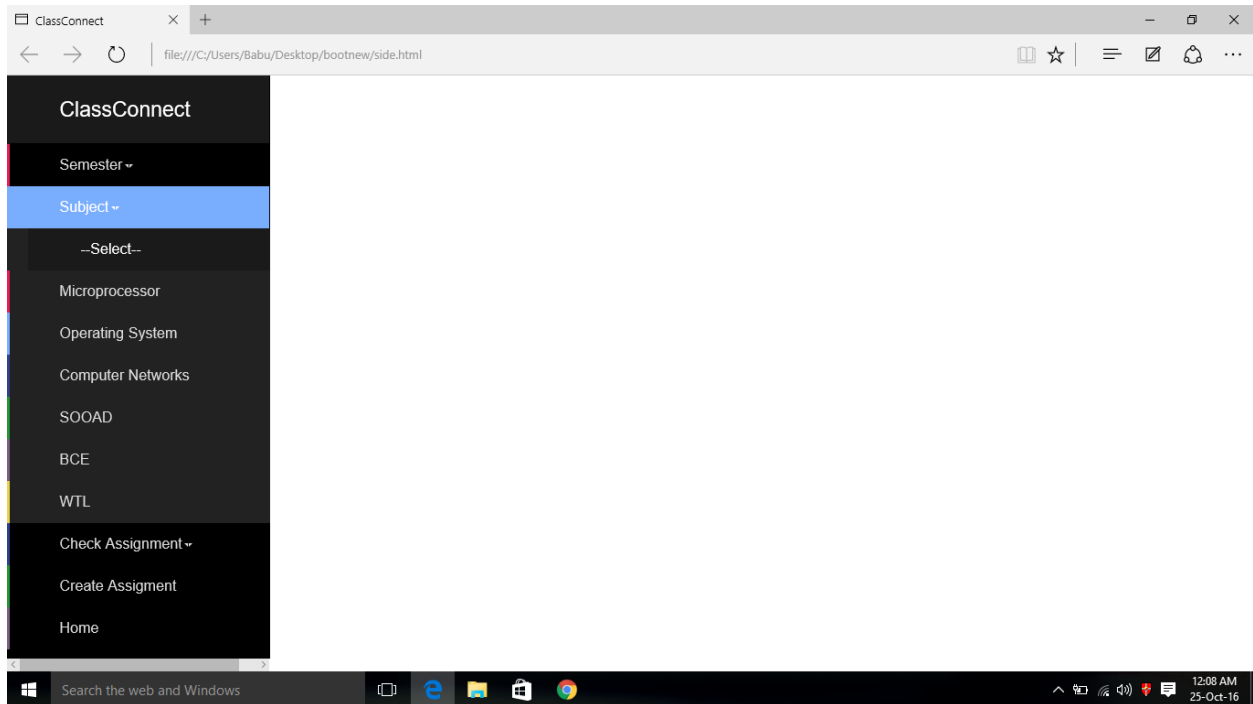 ClassConnect
file:///C:/Users/Babu/Desktop/bootnew/side.html
ClassConnect
Semester
Subject
--Select--
Microprocessor
Operating System
Computer Networks
SOOAD
BCE
WTL
Check Assignment
Create Assigment
Home
Search the web and Windows
12:08 AM
25-Oct-16